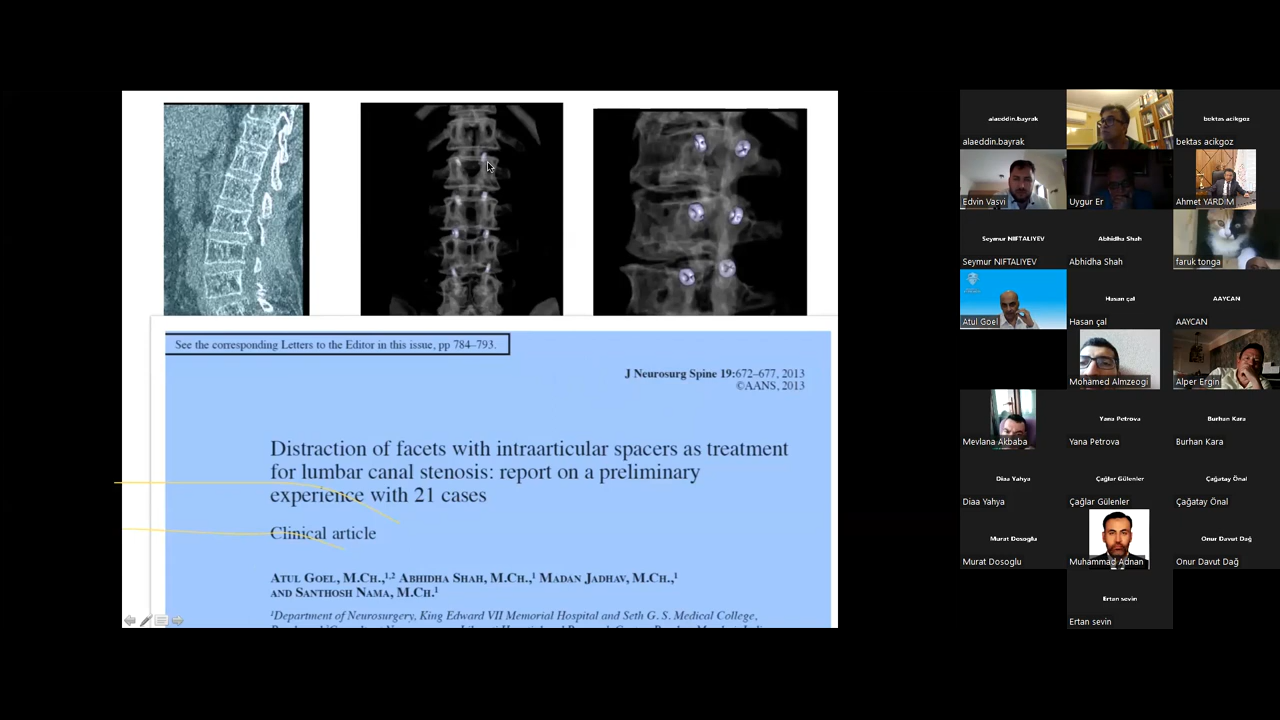 See the corresponding Letters to the Editor in this issue, pp 784–793.
J Neurosurg Spine 19:672–677, 2013
©AANS, 2013
Distraction of facets with intraarticular spacers as treatment
for lumbar canal stenosis: report on a preliminary
experience with 21 cases
Clinical article
Atul Goel, M.Ch.,1,2 Abhidha Shah, M.Ch.,1 Madan Jadhav, M.Ch.,1
and Santhosh Nama, M.Ch.1
1Department of Neurosurgery, King Edward VII Memorial Hospital and Seth G. S. Medical College,
alaeddin.bayrak
alaeddin.bayrak
bektas acikgoz
bektas acikgoz
Edvin Vasvi
Uygur Er
Ahmet YARDIM
Seymur NIFTALIYEV
Seymur NIFTALIYEV
Abhidha Shah
Abhidha Shah
faruk tonga
Atul Goel
Hasan çal
Hasan çal
AAYCAN
AAYCAN
Mohamed Almzeogi
Alper Ergin
Mevlana Akbaba
Yana Petrova
Yana Petrova
Burhan Kara
Burhan Kara
Diaa Yahya
Diaa Yahya
Çağlar Gülenler
Çağlar Gülenler
Çağatay Önal
Çağatay Önal
Murat Dosoglu
Murat Dosoglu
Muhammad Adnan
Onur Davut Dağ
Onur Davut Dağ
Ertan sevin
Ertan sevin